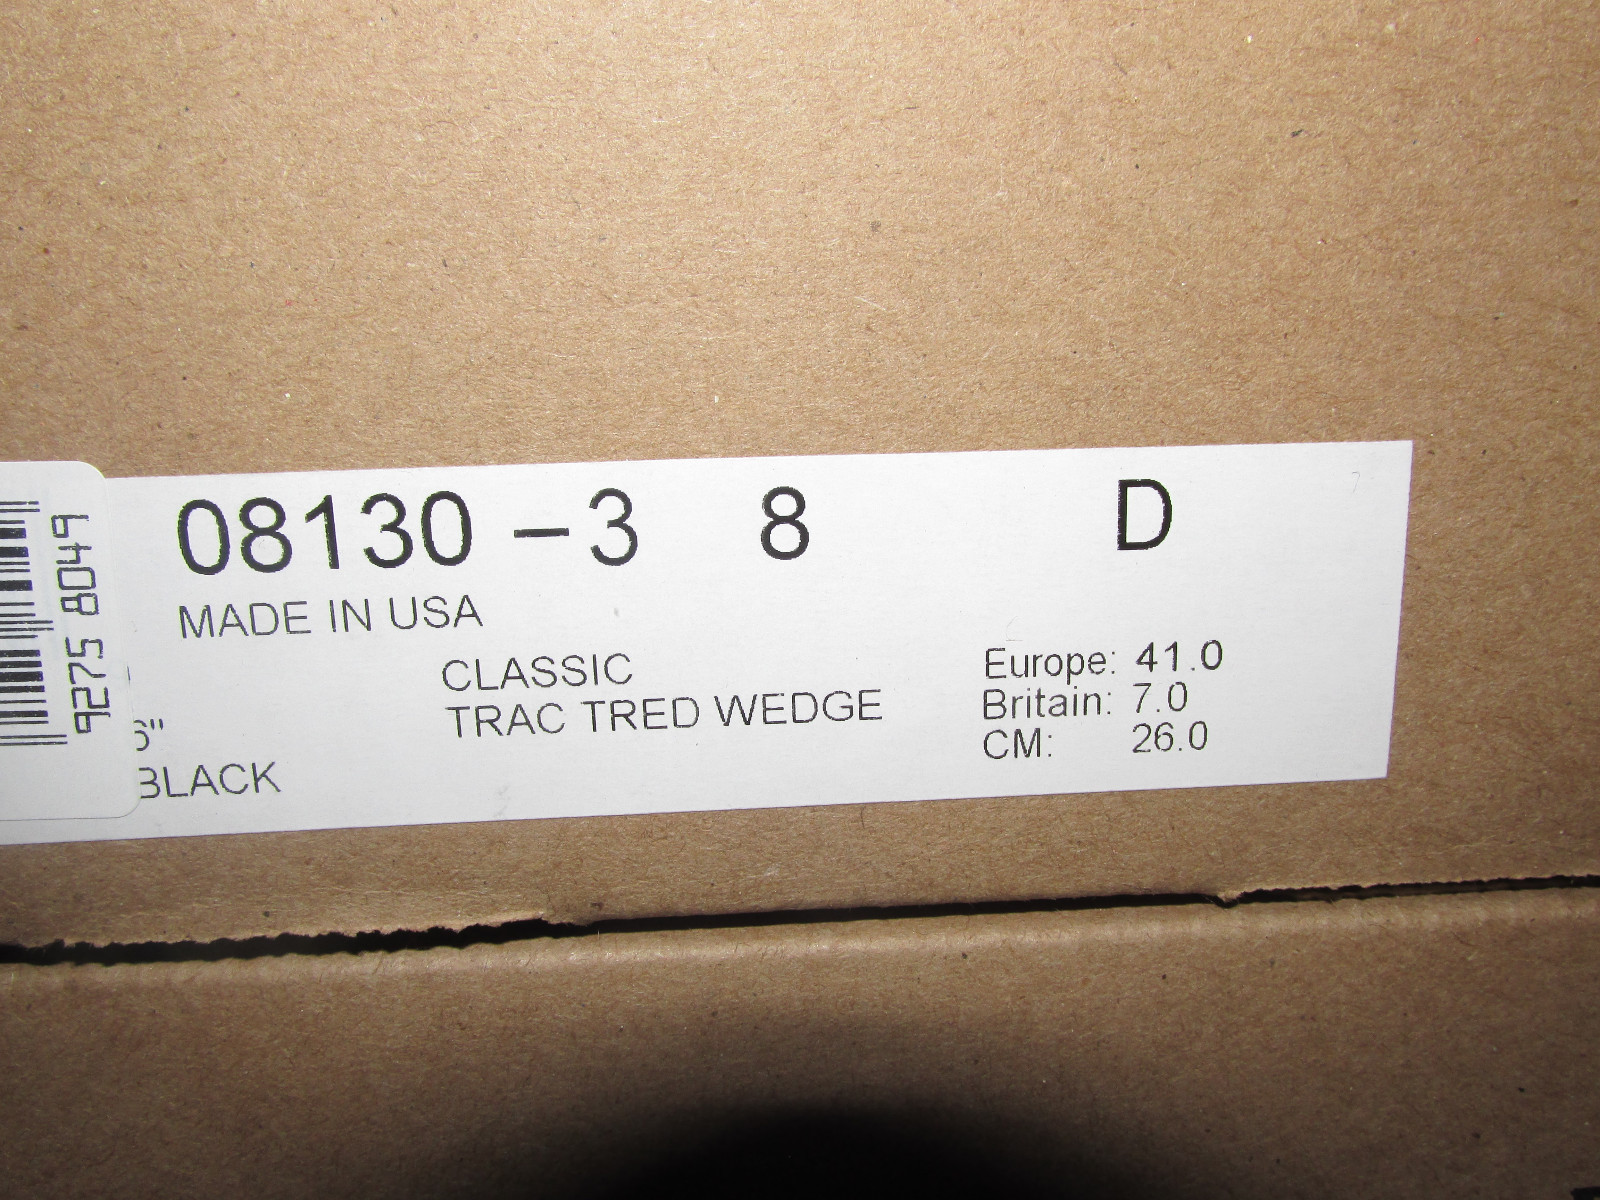 08130 - 3 8 D
MADE IN USA
CLASSIC
TRAC TRED WEDGE
6"
BLACK
Europe: 41.0
Britain: 7.0
CM: 26.0
9275 8049